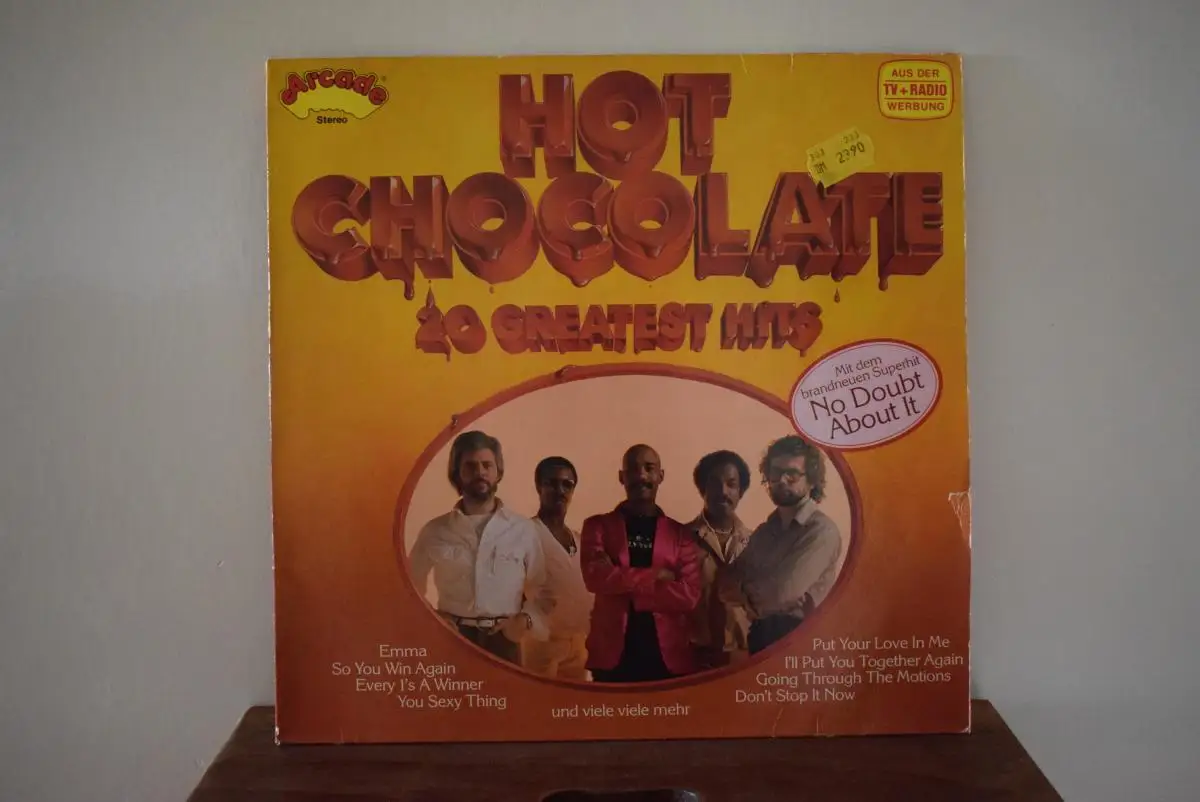 Arcade
Stereo
AUS DER
TV + RADIO
WERBUNG
HOT
CHOCOLATE
DM 2290
20 GREATEST HITS
Mit dem
brandneuen Superhit
No Doubt
About It
Emma
So You Win Again
Every 1's A Winner
You Sexy Thing
und viele viele mehr
Put Your Love In Me
I'll Put You Together Again
Going Through The Motions
Don't Stop It Now